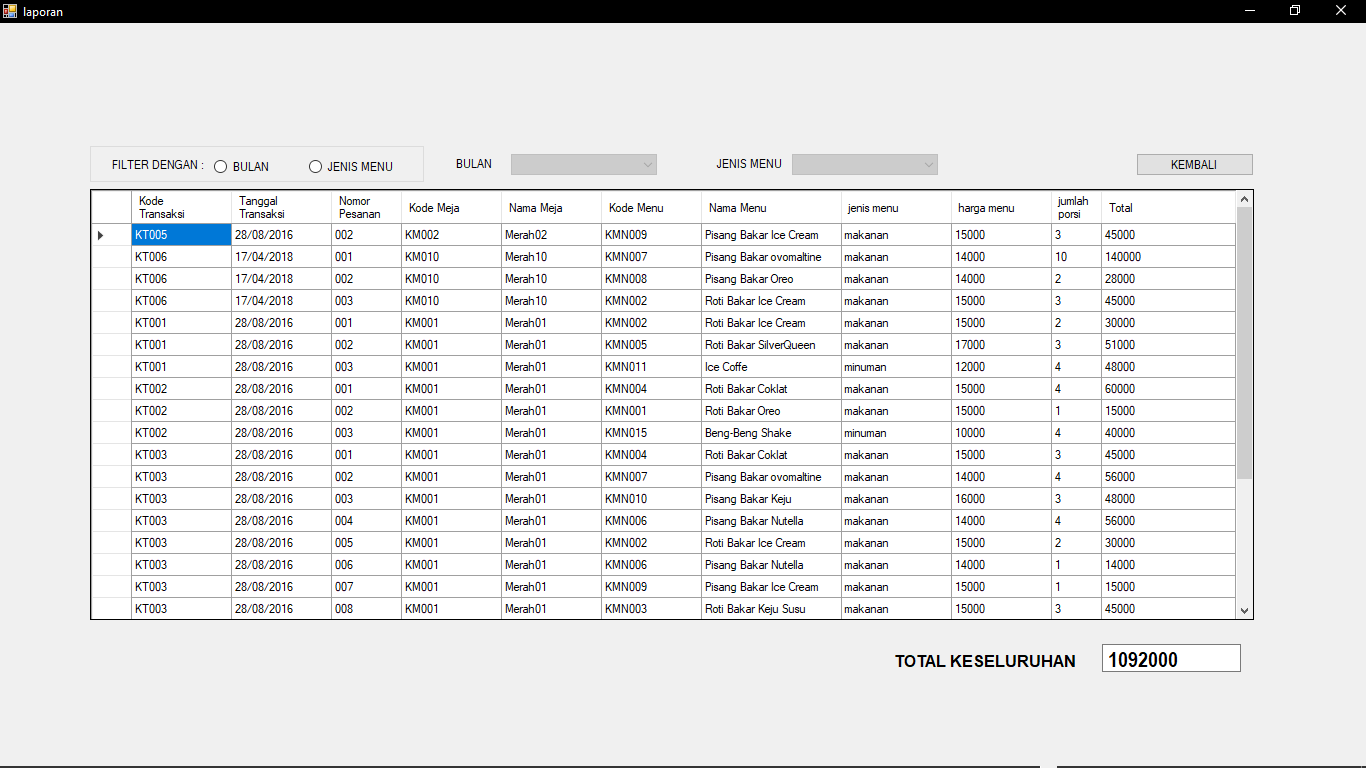 laporan
FILTER DENGAN : BULAN JENIS MENU BULAN JENIS MENU KEMBALI
Kode Transaksi Tanggal Transaksi Nomor Pesanan Kode Meja Nama Meja Kode Menu Nama Menu jenis menu harga menu jumlah porsi Total
KT005 28/08/2016 002 KM002 Merah02 KMN009 Pisang Bakar Ice Cream makanan 15000 3 45000
KT006 17/04/2018 001 KM010 Merah10 KMN007 Pisang Bakar ovomaltine makanan 14000 10 140000
KT006 17/04/2018 002 KM010 Merah10 KMN008 Pisang Bakar Oreo makanan 14000 2 28000
KT006 17/04/2018 003 KM010 Merah10 KMN002 Roti Bakar Ice Cream makanan 15000 3 45000
KT001 28/08/2016 001 KM001 Merah01 KMN002 Roti Bakar Ice Cream makanan 15000 2 30000
KT001 28/08/2016 002 KM001 Merah01 KMN005 Roti Bakar SilverQueen makanan 17000 3 51000
KT001 28/08/2016 003 KM001 Merah01 KMN011 Ice Coffe minuman 12000 4 48000
KT002 28/08/2016 001 KM001 Merah01 KMN004 Roti Bakar Coklat makanan 15000 4 60000
KT002 28/08/2016 002 KM001 Merah01 KMN001 Roti Bakar Oreo makanan 15000 1 15000
KT002 28/08/2016 003 KM001 Merah01 KMN015 Beng-Beng Shake minuman 10000 4 40000
KT003 28/08/2016 001 KM001 Merah01 KMN004 Roti Bakar Coklat makanan 15000 3 45000
KT003 28/08/2016 002 KM001 Merah01 KMN007 Pisang Bakar ovomaltine makanan 14000 4 56000
KT003 28/08/2016 003 KM001 Merah01 KMN010 Pisang Bakar Keju makanan 16000 3 48000
KT003 28/08/2016 004 KM001 Merah01 KMN006 Pisang Bakar Nutella makanan 14000 4 56000
KT003 28/08/2016 005 KM001 Merah01 KMN002 Roti Bakar Ice Cream makanan 15000 2 30000
KT003 28/08/2016 006 KM001 Merah01 KMN006 Pisang Bakar Nutella makanan 14000 1 14000
KT003 28/08/2016 007 KM001 Merah01 KMN009 Pisang Bakar Ice Cream makanan 15000 1 15000
KT003 28/08/2016 008 KM001 Merah01 KMN003 Roti Bakar Keju Susu makanan 15000 3 45000
TOTAL KESELURUHAN 1092000